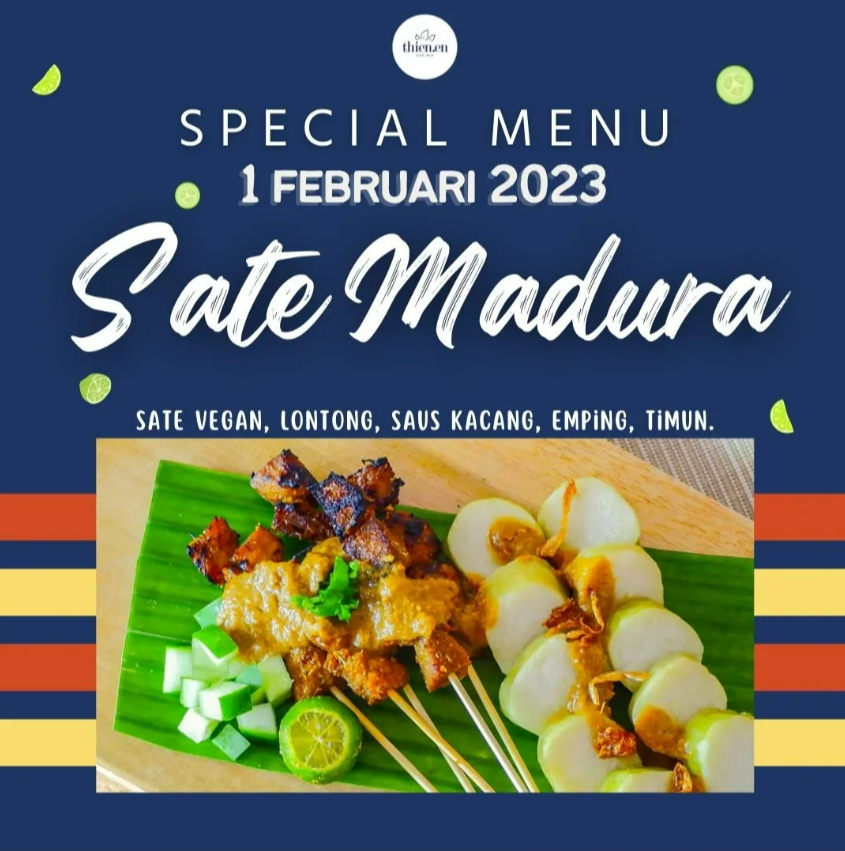 thien.en
SPECIAL MENU
1 FEBRUARI 2023
Sate Madura
SATE VEGAN, LONTONG, SAUS KACANG, EMPiNG, TiMUN.